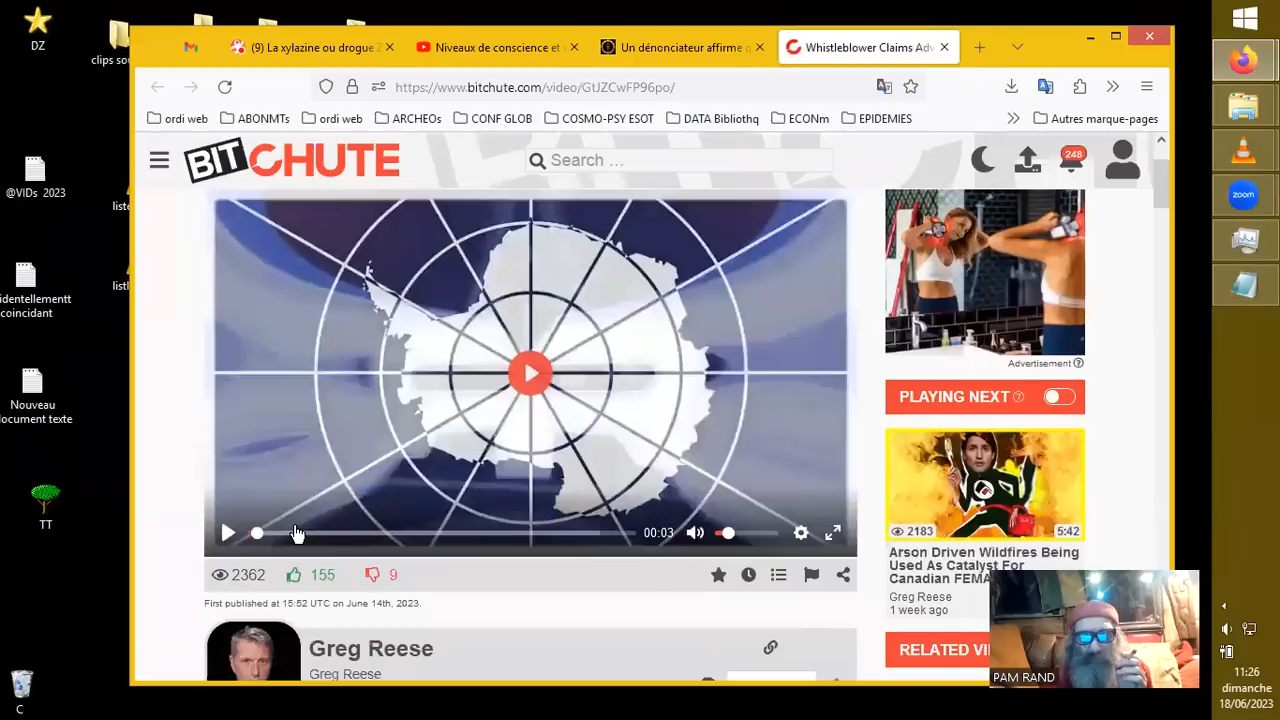 DZ
clips sou
@VIDs 2023
liste
identellementt
coincidant
listl
Nouveau
document texte
TT
C
(9) La xylazine ou drogue Z
Niveaux de conscience et
Un dénonciateur affirme q
Whistleblower Claims Adv
https://www.bitchute.com/video/GtJZCwFP96po/
ordi web
ABONMTs
ordi web
ARCHEOs
CONF GLOB
COSMO-PSY ESOT
DATA Bibliothq
ECONm
EPIDEMIES
Autres marque-pages
BITCHUTE
Search ...
248
00:03
2362
155
9
First published at 15:52 UTC on June 14th, 2023.
Greg Reese
Greg Reese
Advertisement
PLAYING NEXT
2183
5:42
Arson Driven Wildfires Being
Used As Catalyst For
Canadian FEMA
Greg Reese
1 week ago
RELATED VI
PAM RAND
zoom
11:26
dimanche
18/06/2023